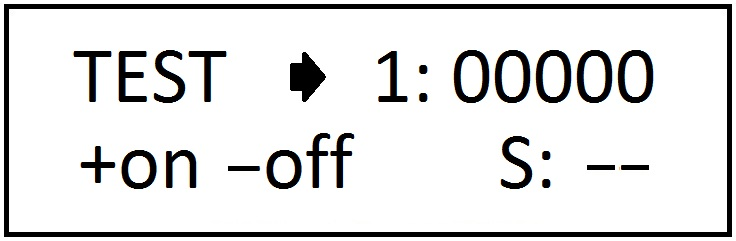 TEST 🡆 1: 00000
+on –off S: ––